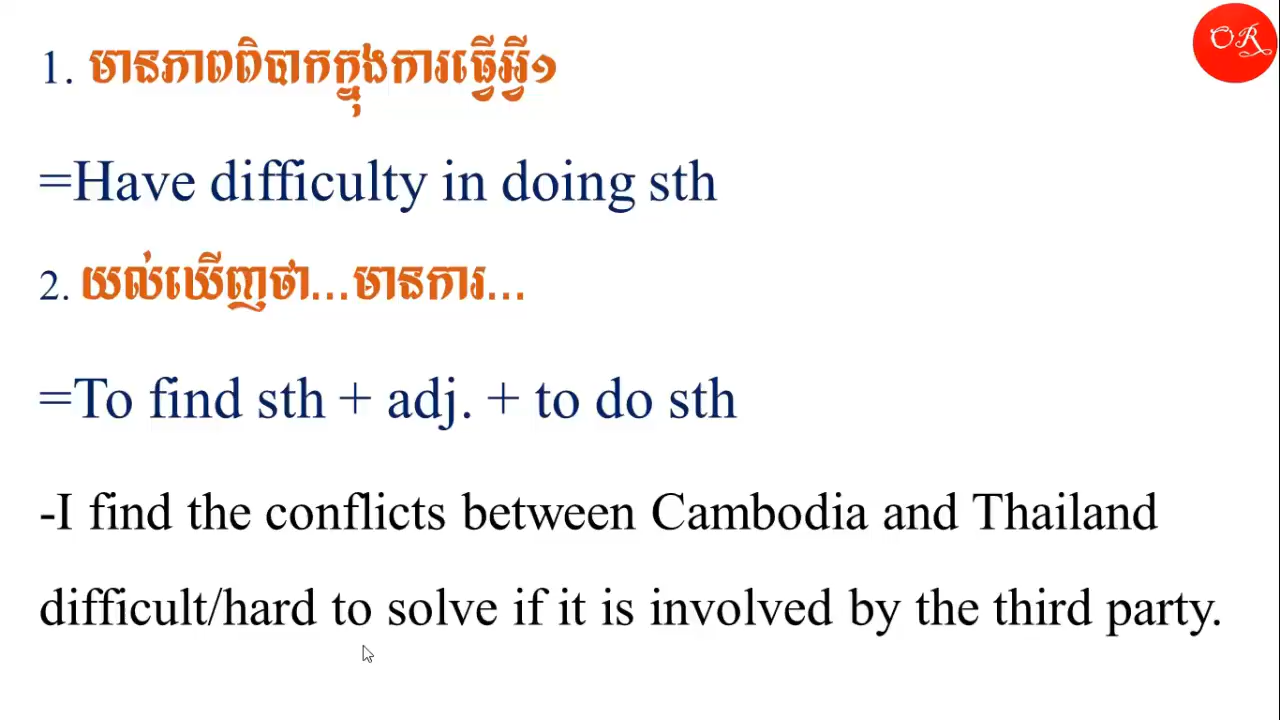 OR
1. មានភាពពិបាកក្នុងការធ្វើអ្វី១
=Have difficulty in doing sth
2. យល់ឃើញថា...មានការ...
=To find sth + adj. + to do sth
-I find the conflicts between Cambodia and Thailand
difficult/hard to solve if it is involved by the third party.